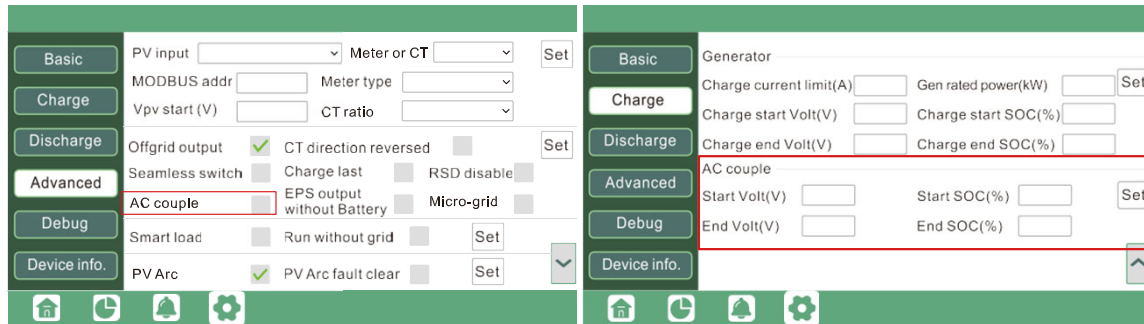 Basic
Charge
Discharge
Advanced
Debug
Device info.
PV input Meter or CT Set
MODBUS addr Meter type
Vpv start (V) CT ratio
Offgrid output CT direction reversed Set
Seamless switch Charge last RSD disable
AC couple EPS output without Battery Micro-grid
Smart load Run without grid Set
PV Arc PV Arc fault clear Set
Basic
Charge
Discharge
Advanced
Debug
Device info.
Generator
Charge current limit(A) Gen rated power(kW) Set
Charge start Volt(V) Charge start SOC(%)
Charge end Volt(V) Charge end SOC(%)
AC couple
Start Volt(V) Start SOC(%) Set
End Volt(V) End SOC(%)